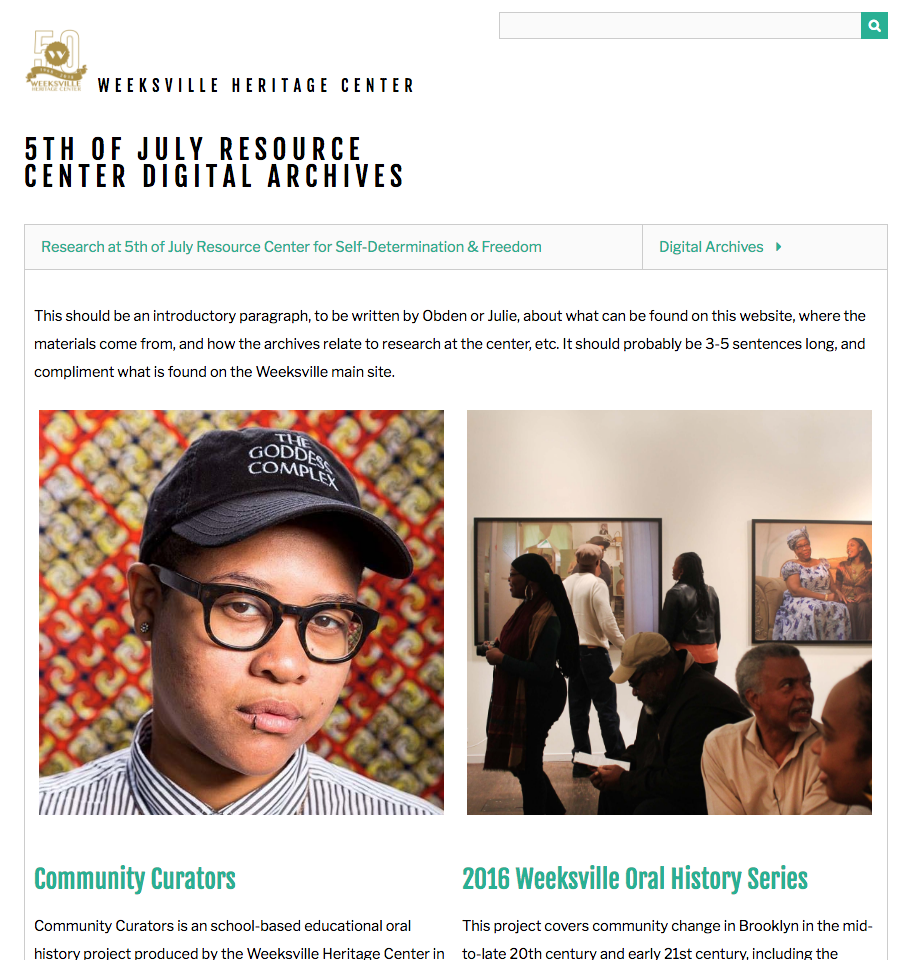 50
W
WEEKSVILLE
HERITAGE CENTER
WEEKSVILLE HERITAGE CENTER
5TH OF JULY RESOURCE
CENTER DIGITAL ARCHIVES
Research at 5th of July Resource Center for Self-Determination & Freedom
Digital Archives
This should be an introductory paragraph, to be written by Obden or Julie, about what can be found on this website, where the
materials come from, and how the archives relate to research at the center, etc. It should probably be 3-5 sentences long, and
compliment what is found on the Weeksville main site.
THE
GODDESS
COMPLEX
Community Curators
Community Curators is an school-based educational oral
history project produced by the Weeksville Heritage Center in
2016 Weeksville Oral History Series
This project covers community change in Brooklyn in the mid-
to-late 20th century and early 21st century, including the